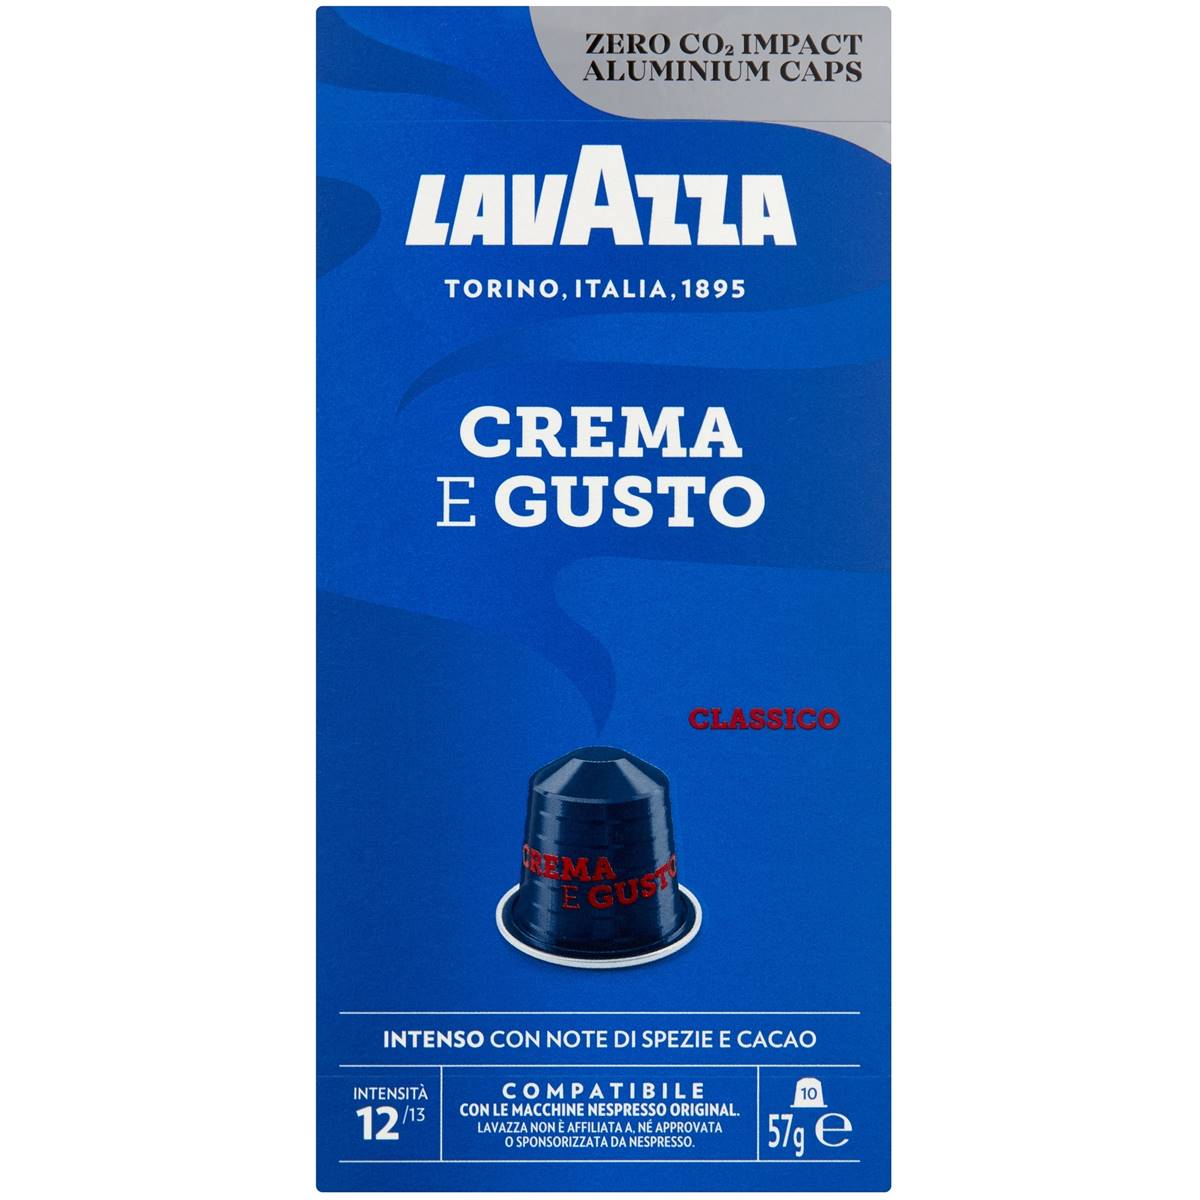 ZERO CO₂ IMPACT
ALUMINIUM CAPS
LAVAZZA
TORINO, ITALIA, 1895
CREMA
E GUSTO
CLASSICO
CREMA
E GUSTO
INTENSO CON NOTE DI SPEZIE E CACAO
INTENSITÀ
12/13
COMPATIBILE
CON LE MACCHINE NESPRESSO ORIGINAL.
LAVAZZA NON È AFFILIATA A, NÉ APPROVATA
O SPONSORIZZATA DA NESPRESSO.
10
57g ℮